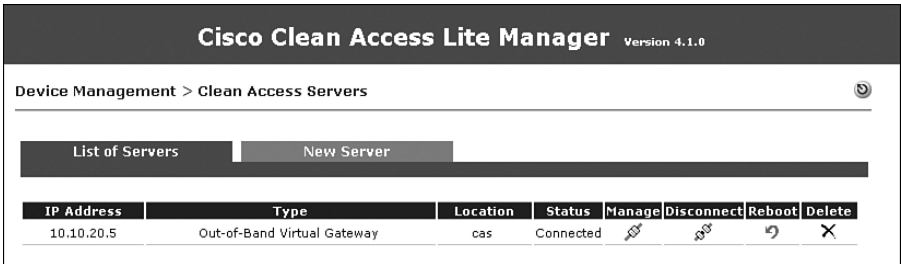 Cisco Clean Access Lite Manager Version 4.1.0
Device Management > Clean Access Servers
List of Servers New Server
IP Address Type Location Status Manage Disconnect Reboot Delete
10.10.20.5 Out-of-Band Virtual Gateway cas Connected